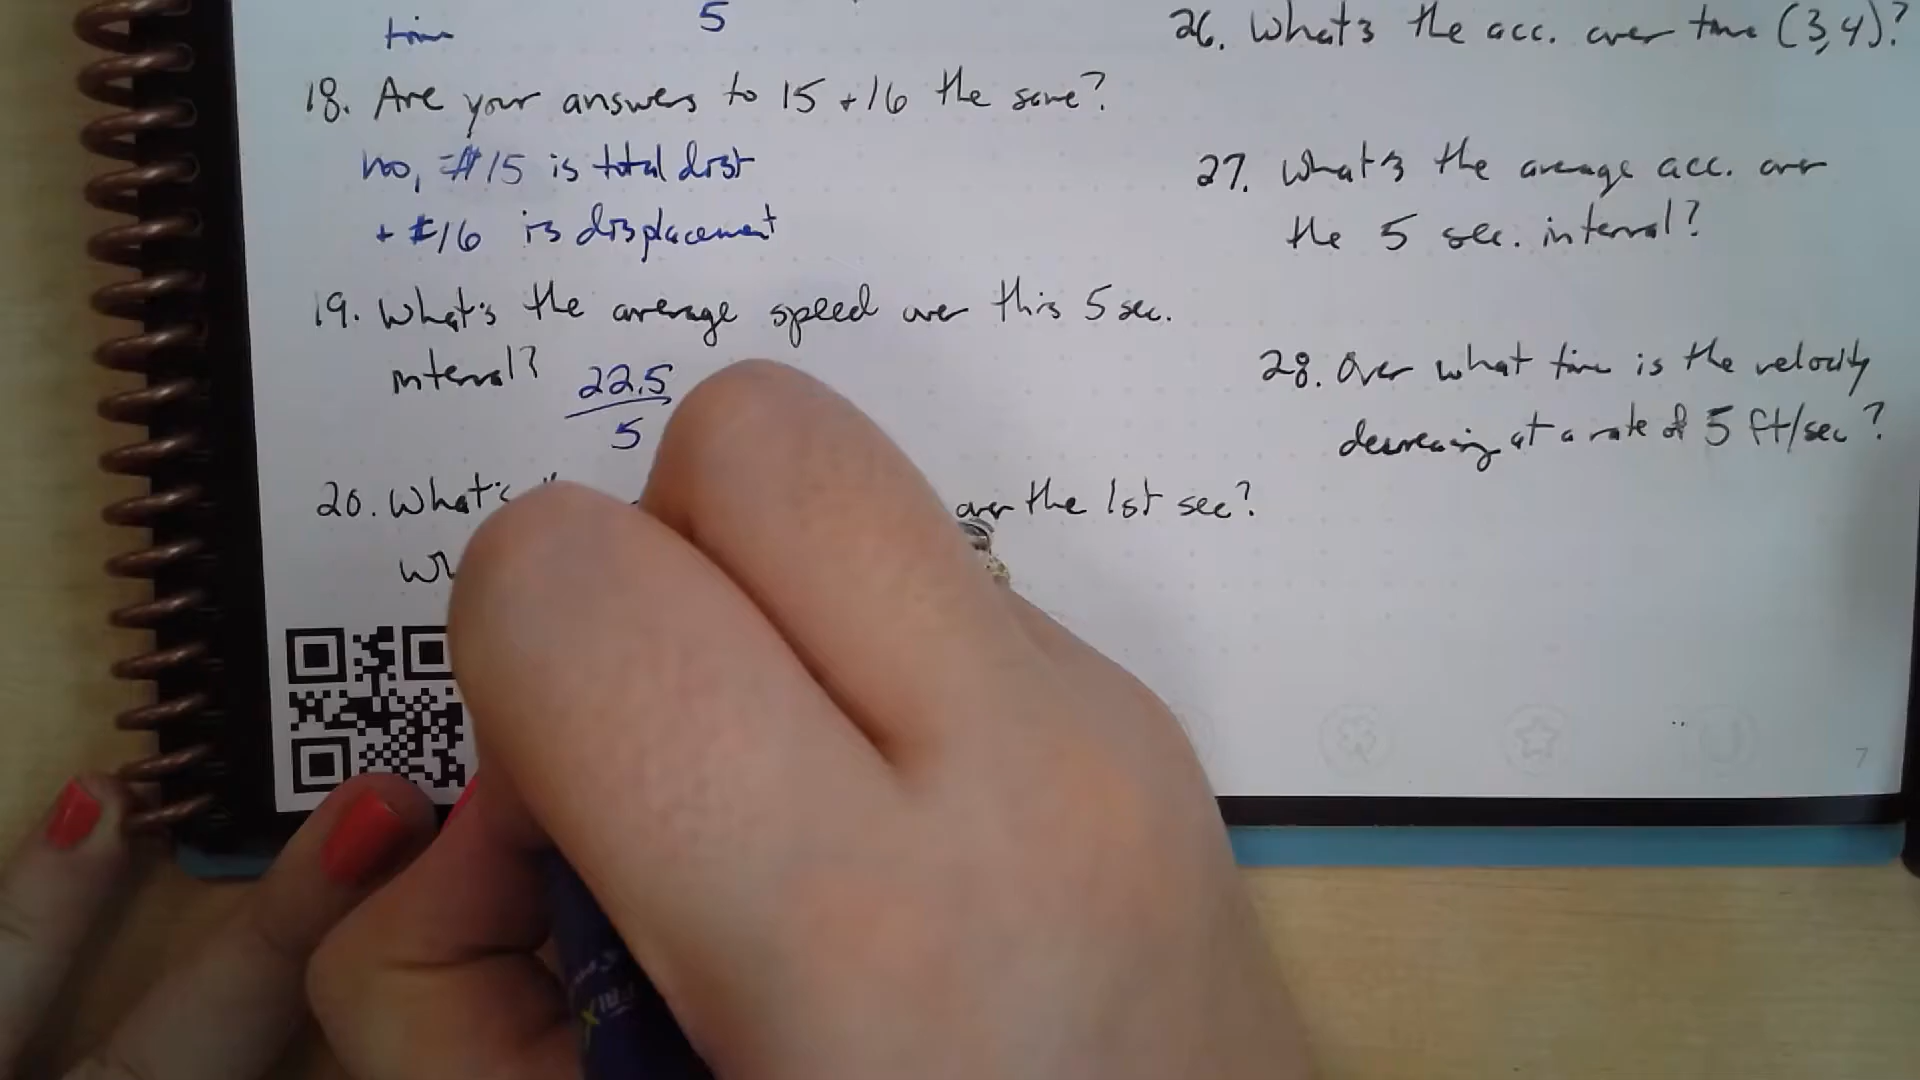 time
5
18. Are your answers to 15 + 16 the same?
no, #15 is total dist
+ #16 is displacement
19. What's the average speed over this 5 sec.
interval?
22.5
5
20. What's over the 1st sec?
26. What's the acc. over time (3,4)?
27. What's the average acc. over
the 5 sec. interval?
28. Over what time is the velocity
decreasing at a rate of 5 ft/sec?
7